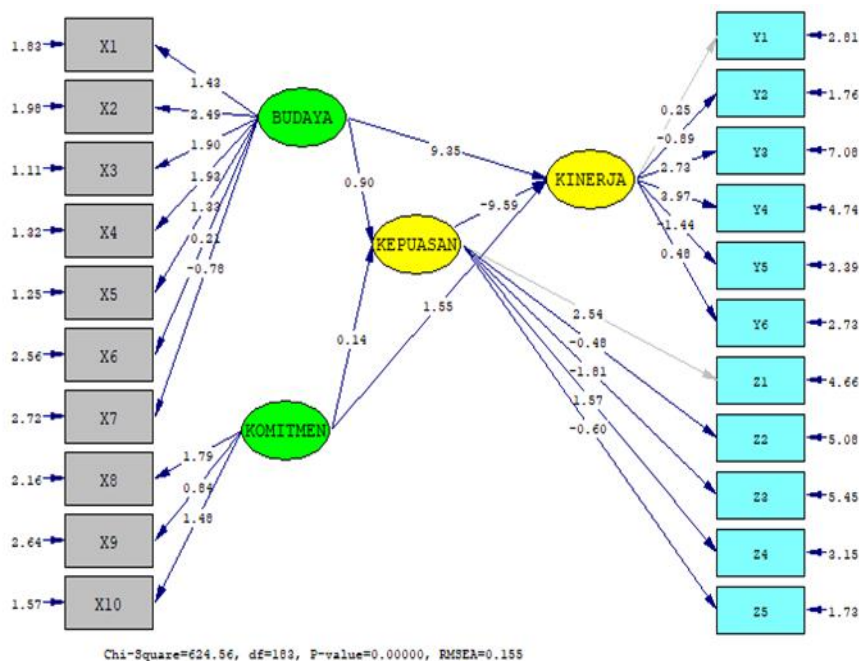 1.83 X1
1.98 X2
1.11 X3
1.32 X4
1.25 X5
2.56 X6
2.72 X7
2.16 X8
2.64 X9
1.57 X10
BUDAYA
KOMITMEN
KEPUASAN
KINERJA
1.43
2.49
1.90
1.93
1.33
0.21
-0.78
1.79
0.84
1.48
9.35
0.90
-9.59
0.14
1.55
0.25
-0.89
2.73
3.97
-1.44
0.48
2.54
-0.48
-1.81
1.57
-0.60
Y1 2.81
Y2 1.76
Y3 7.08
Y4 4.74
Y5 3.39
Y6 2.73
Z1 4.66
Z2 5.08
Z3 5.45
Z4 3.15
Z5 1.73
Chi-Square=624.56, df=183, P-value=0.00000, RMSEA=0.155